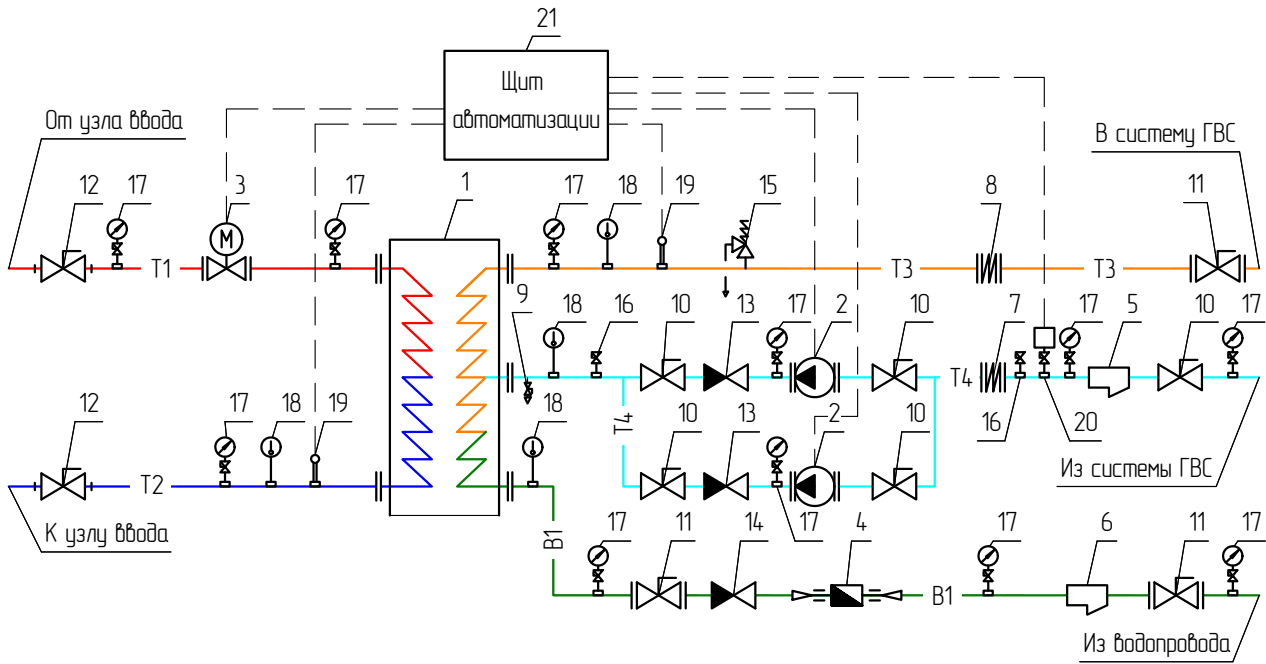 21
Щит
автоматизации
От узла ввода
В систему ГВС
12
17
3
17
1
17
18
19
15
8
11
М
Т1
Т3
Т3
9
18
16
10
13
17
2
10
7
17
5
10
17
Т4
12
17
18
19
18
Т4
10
13
2
10
16
20
Т2
17
Из системы ГВС
К узлу ввода
В1
17
11
14
4
17
6
11
17
В1
Из водопровода